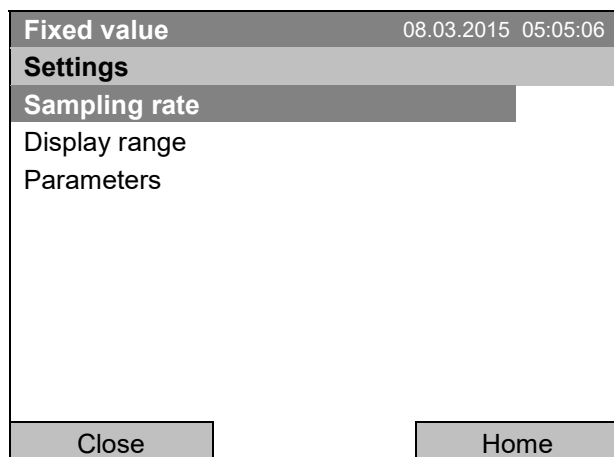 Fixed value 08.03.2015 05:05:06
Settings
Sampling rate
Display range
Parameters
Close Home